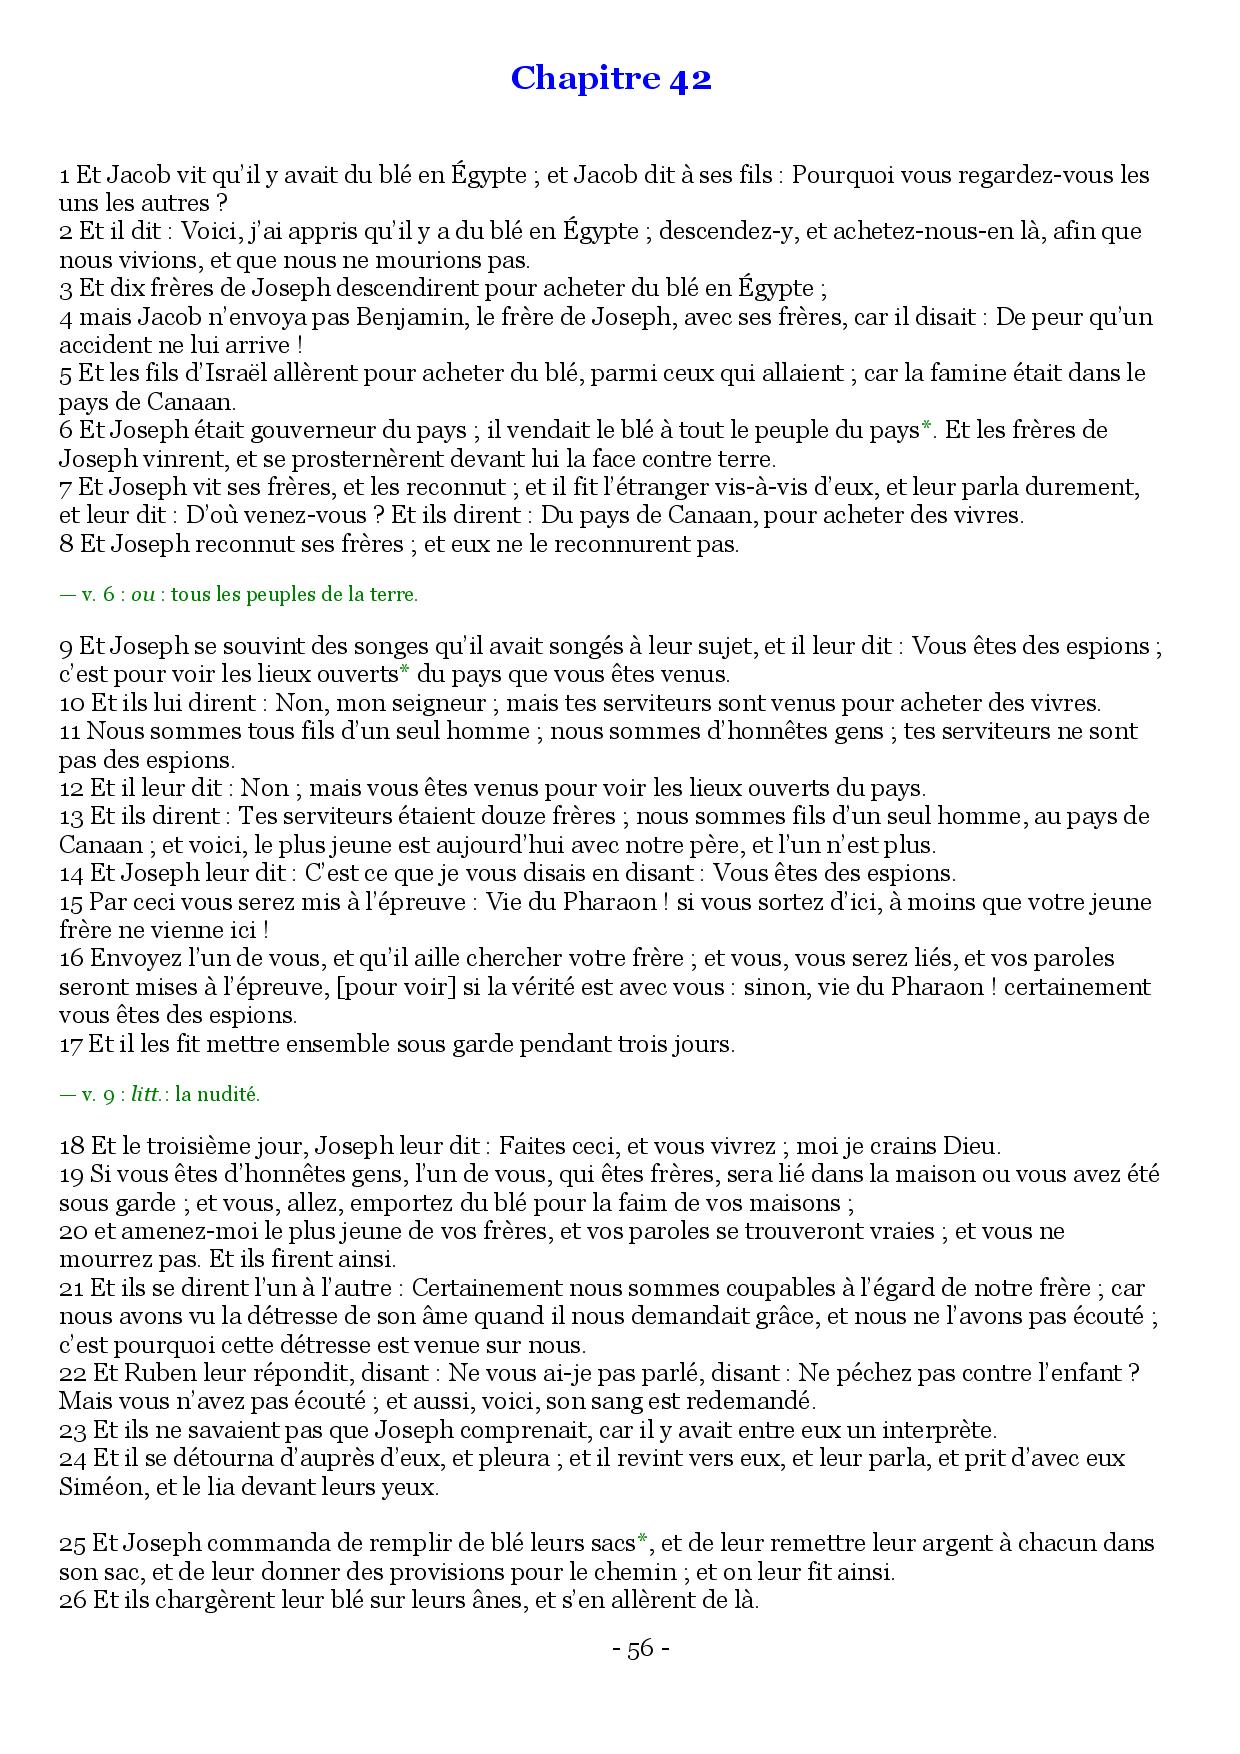 Chapitre 42
1 Et Jacob vit qu’il y avait du blé en Égypte ; et Jacob dit à ses fils : Pourquoi vous regardez-vous les
uns les autres ?
2 Et il dit : Voici, j’ai appris qu’il y a du blé en Égypte ; descendez-y, et achetez-nous-en là, afin que
nous vivions, et que nous ne mourions pas.
3 Et dix frères de Joseph descendirent pour acheter du blé en Égypte ;
4 mais Jacob n’envoya pas Benjamin, le frère de Joseph, avec ses frères, car il disait : De peur qu’un
accident ne lui arrive !
5 Et les fils d’Israël allèrent pour acheter du blé, parmi ceux qui allaient ; car la famine était dans le
pays de Canaan.
6 Et Joseph était gouverneur du pays ; il vendait le blé à tout le peuple du pays*. Et les frères de
Joseph vinrent, et se prosternèrent devant lui la face contre terre.
7 Et Joseph vit ses frères, et les reconnut ; et il fit l’étranger vis-à-vis d’eux, et leur parla durement,
et leur dit : D’où venez-vous ? Et ils dirent : Du pays de Canaan, pour acheter des vivres.
8 Et Joseph reconnut ses frères ; et eux ne le reconnurent pas.
— v. 6 : ou : tous les peuples de la terre.
9 Et Joseph se souvint des songes qu’il avait songés à leur sujet, et il leur dit : Vous êtes des espions ;
c’est pour voir les lieux ouverts* du pays que vous êtes venus.
10 Et ils lui dirent : Non, mon seigneur ; mais tes serviteurs sont venus pour acheter des vivres.
11 Nous sommes tous fils d’un seul homme ; nous sommes d’honnêtes gens ; tes serviteurs ne sont
pas des espions.
12 Et il leur dit : Non ; mais vous êtes venus pour voir les lieux ouverts du pays.
13 Et ils dirent : Tes serviteurs étaient douze frères ; nous sommes fils d’un seul homme, au pays de
Canaan ; et voici, le plus jeune est aujourd’hui avec notre père, et l’un n’est plus.
14 Et Joseph leur dit : C’est ce que je vous disais en disant : Vous êtes des espions.
15 Par ceci vous serez mis à l’épreuve : Vie du Pharaon ! si vous sortez d’ici, à moins que votre jeune
frère ne vienne ici !
16 Envoyez l’un de vous, et qu’il aille chercher votre frère ; et vous, vous serez liés, et vos paroles
seront mises à l’épreuve, [pour voir] si la vérité est avec vous : sinon, vie du Pharaon ! certainement
vous êtes des espions.
17 Et il les fit mettre ensemble sous garde pendant trois jours.
— v. 9 : litt.: la nudité.
18 Et le troisième jour, Joseph leur dit : Faites ceci, et vous vivrez ; moi je crains Dieu.
19 Si vous êtes d’honnêtes gens, l’un de vous, qui êtes frères, sera lié dans la maison ou vous avez été
sous garde ; et vous, allez, emportez du blé pour la faim de vos maisons ;
20 et amenez-moi le plus jeune de vos frères, et vos paroles se trouveront vraies ; et vous ne
mourrez pas. Et ils firent ainsi.
21 Et ils se dirent l’un à l’autre : Certainement nous sommes coupables à l’égard de notre frère ; car
nous avons vu la détresse de son âme quand il nous demandait grâce, et nous ne l’avons pas écouté ;
c’est pourquoi cette détresse est venue sur nous.
22 Et Ruben leur répondit, disant : Ne vous ai-je pas parlé, disant : Ne péchez pas contre l’enfant ?
Mais vous n’avez pas écouté ; et aussi, voici, son sang est redemandé.
23 Et ils ne savaient pas que Joseph comprenait, car il y avait entre eux un interprète.
24 Et il se détourna d’auprès d’eux, et pleura ; et il revint vers eux, et leur parla, et prit d’avec eux
Siméon, et le lia devant leurs yeux.
25 Et Joseph commanda de remplir de blé leurs sacs*, et de leur remettre leur argent à chacun dans
son sac, et de leur donner des provisions pour le chemin ; et on leur fit ainsi.
26 Et ils chargèrent leur blé sur leurs ânes, et s’en allèrent de là.
- 56 -